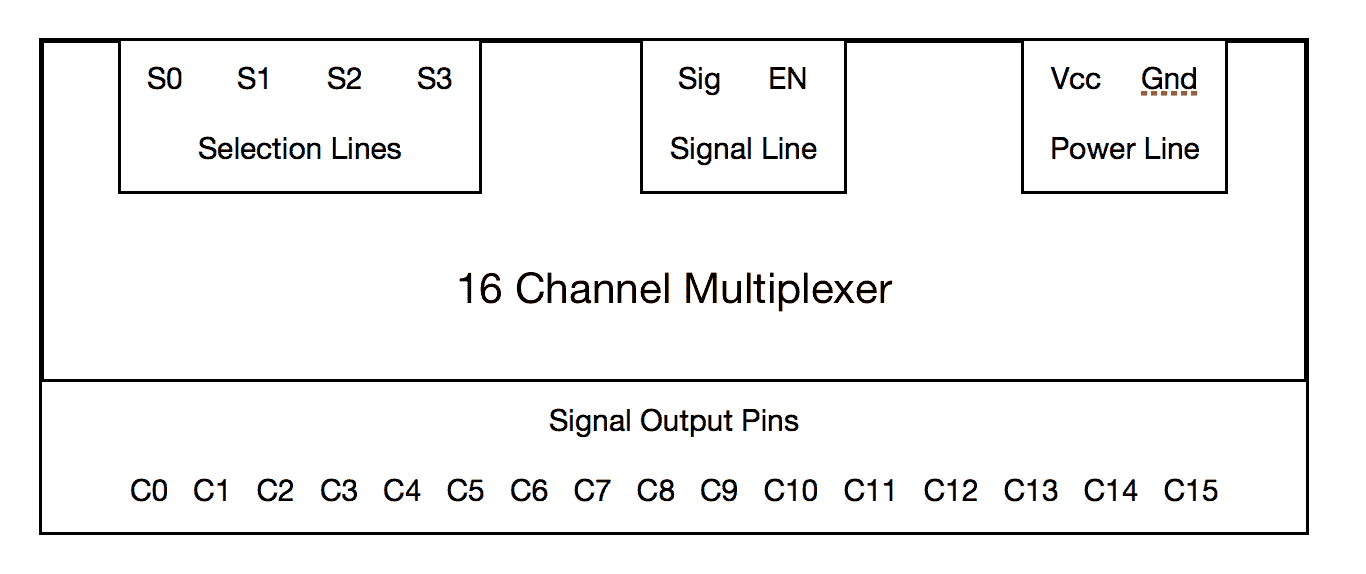 S0 S1 S2 S3
Selection Lines
Sig EN
Signal Line
Vcc Gnd
Power Line
16 Channel Multiplexer
Signal Output Pins
C0 C1 C2 C3 C4 C5 C6 C7 C8 C9 C10 C11 C12 C13 C14 C15